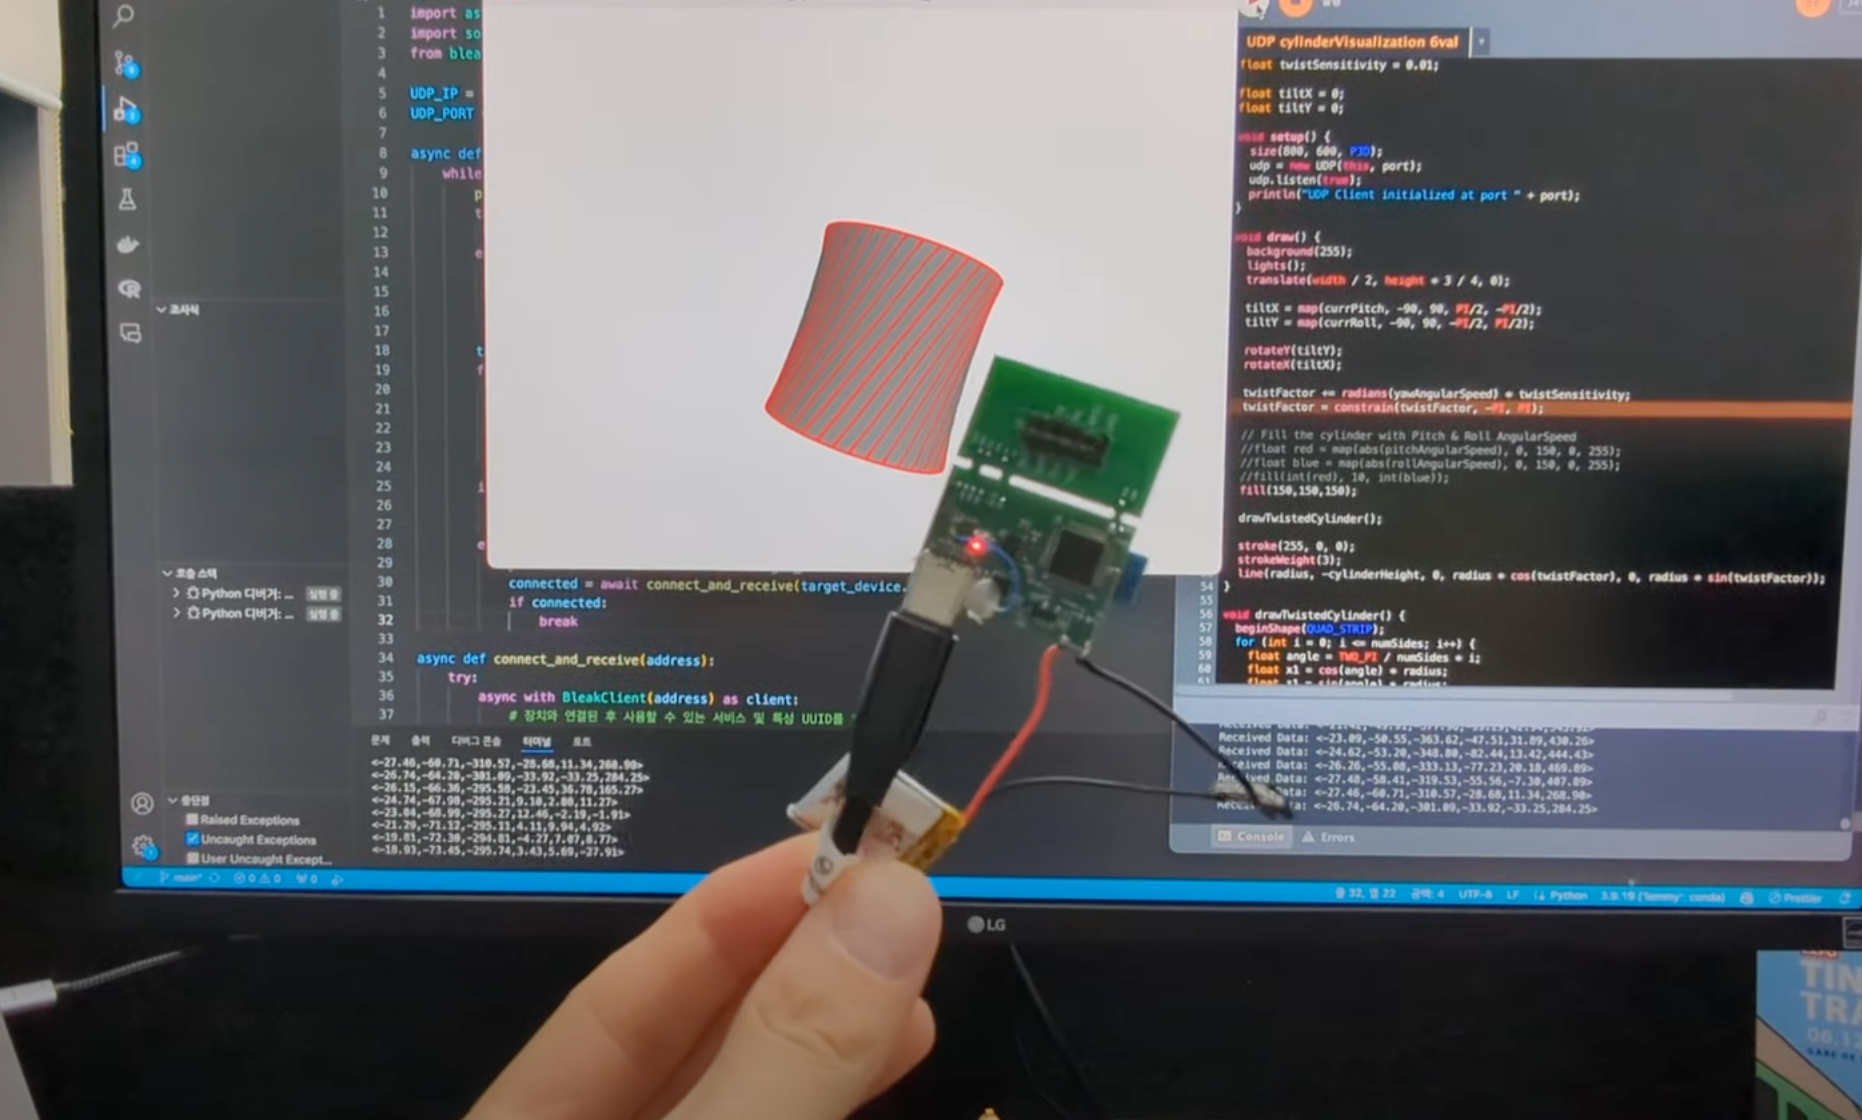 1 import as
2 import so
3 from blea
4
5 UDP_IP =
6 UDP_PORT
7
8 async def
9 while
10 p
11 t
12
13 e
14
15
16
17
18 t
19 f
20
21
22
23
24
25 i
26
27
28 e
29
30 connected = await connect_and_receive(target_device.
31 if connected:
32 break
33
34 async def connect_and_receive(address):
35 try:
36 async with BleakClient(address) as client:
37 # 장치와 연결된 후 사용할 수 있는 서비스 및 특성 UUID를
조사식
호출 스택
Python 디버거: ... 실행 중
Python 디버거: ... 실행 중
중단점
Raised Exceptions
Uncaught Exceptions
User Uncaught Except...
문제 출력 디버그 콘솔 터미널 포트
<-27.46,-60.71,-310.57,-28.68,11.34,268.90>
<-26.74,-64.20,-301.09,-33.92,-33.25,284.25>
<-26.15,-66.36,-295.58,-23.45,36.78,165.27>
<-24.74,-67.98,-295.21,9.10,2.80,11.27>
<-23.04,-68.99,-295.27,12.46,-2.19,-1.91>
<-21.29,-71.12,-295.11,4.11,9.94,4.92>
<-19.81,-72.30,-294.81,-4.27,7.07,8.77>
<-18.93,-73.45,-295.74,3.43,5.69,-27.91>
main*
0 0
0
줄 32, 열 22 공백: 4 UTF-8 LF Python 3.9.19 ('lemmy': conda) Prettier
UDP cylinderVisualization 6val
float twistSensitivity = 0.01;
float tiltX = 0;
float tiltY = 0;
void setup() {
size(800, 600, P3D);
udp = new UDP(this, port);
udp.listen(true);
println("UDP Client initialized at port " + port);
}
void draw() {
background(255);
lights();
translate(width / 2, height * 3 / 4, 0);
tiltX = map(currPitch, -90, 90, PI/2, -PI/2);
tiltY = map(currRoll, -90, 90, -PI/2, PI/2);
rotateY(tiltY);
rotateX(tiltX);
twistFactor += radians(yawAngularSpeed) * twistSensitivity;
twistFactor = constrain(twistFactor, -PI, PI);
// Fill the cylinder with Pitch & Roll AngularSpeed
//float red = map(abs(pitchAngularSpeed), 0, 150, 0, 255);
//float blue = map(abs(rollAngularSpeed), 0, 150, 0, 255);
//fill(int(red), 10, int(blue));
fill(150,150,150);
drawTwistedCylinder();
stroke(255, 0, 0);
strokeWeight(3);
line(radius, -cylinderHeight, 0, radius * cos(twistFactor), 0, radius * sin(twistFactor));
54 }
55
56 void drawTwistedCylinder() {
57 beginShape(QUAD_STRIP);
58 for (int i = 0; i <= numSides; i++) {
59 float angle = TWO_PI / numSides * i;
60 float x1 = cos(angle) * radius;
61 float z1 = sin(angle) * radius;
Received Data: <-23.09,-50.55,-363.62,-47.51,31.89,430.26>
Received Data: <-24.62,-53.20,-348.80,-82.44,13.42,444.43>
Received Data: <-26.26,-55.08,-333.13,-77.23,20.18,469.89>
Received Data: <-27.48,-58.41,-319.53,-55.56,-7.30,407.89>
Received Data: <-27.46,-60.71,-310.57,-28.68,11.34,268.90>
Received Data: <-26.74,-64.20,-301.09,-33.92,-33.25,284.25>
Console Errors
LG
TIN
TRA
06.12
GARE DE